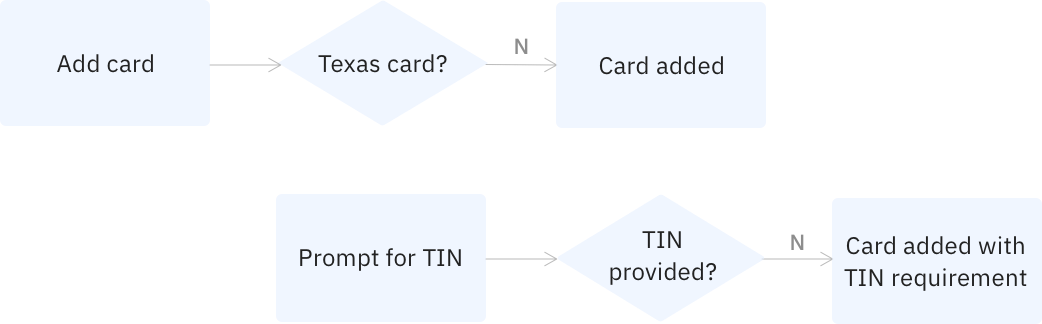 Add card
Texas card?
N
Card added
Prompt for TIN
TIN
provided?
N
Card added with
TIN requirement